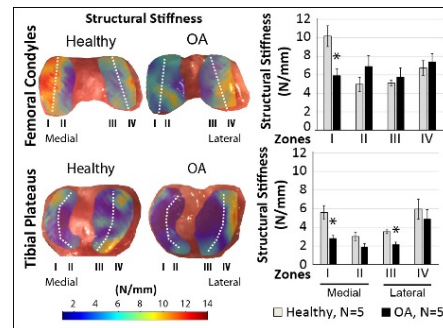 Structural Stiffness
Healthy OA
Femoral Condyles
I II III IV
Medial Lateral
Healthy OA
Tibial Plateaus
I II III IV
Medial Lateral
(N/mm)
2 4 6 8 10 12 14
Structural Stiffness
(N/mm)
12
10
8
6
4
2
0
*
Zones I II III IV
Structural Stiffness
(N/mm)
10
8
6
4
2
0
* *
Zones I II III IV
Medial Lateral
Healthy, N=5 OA, N=5